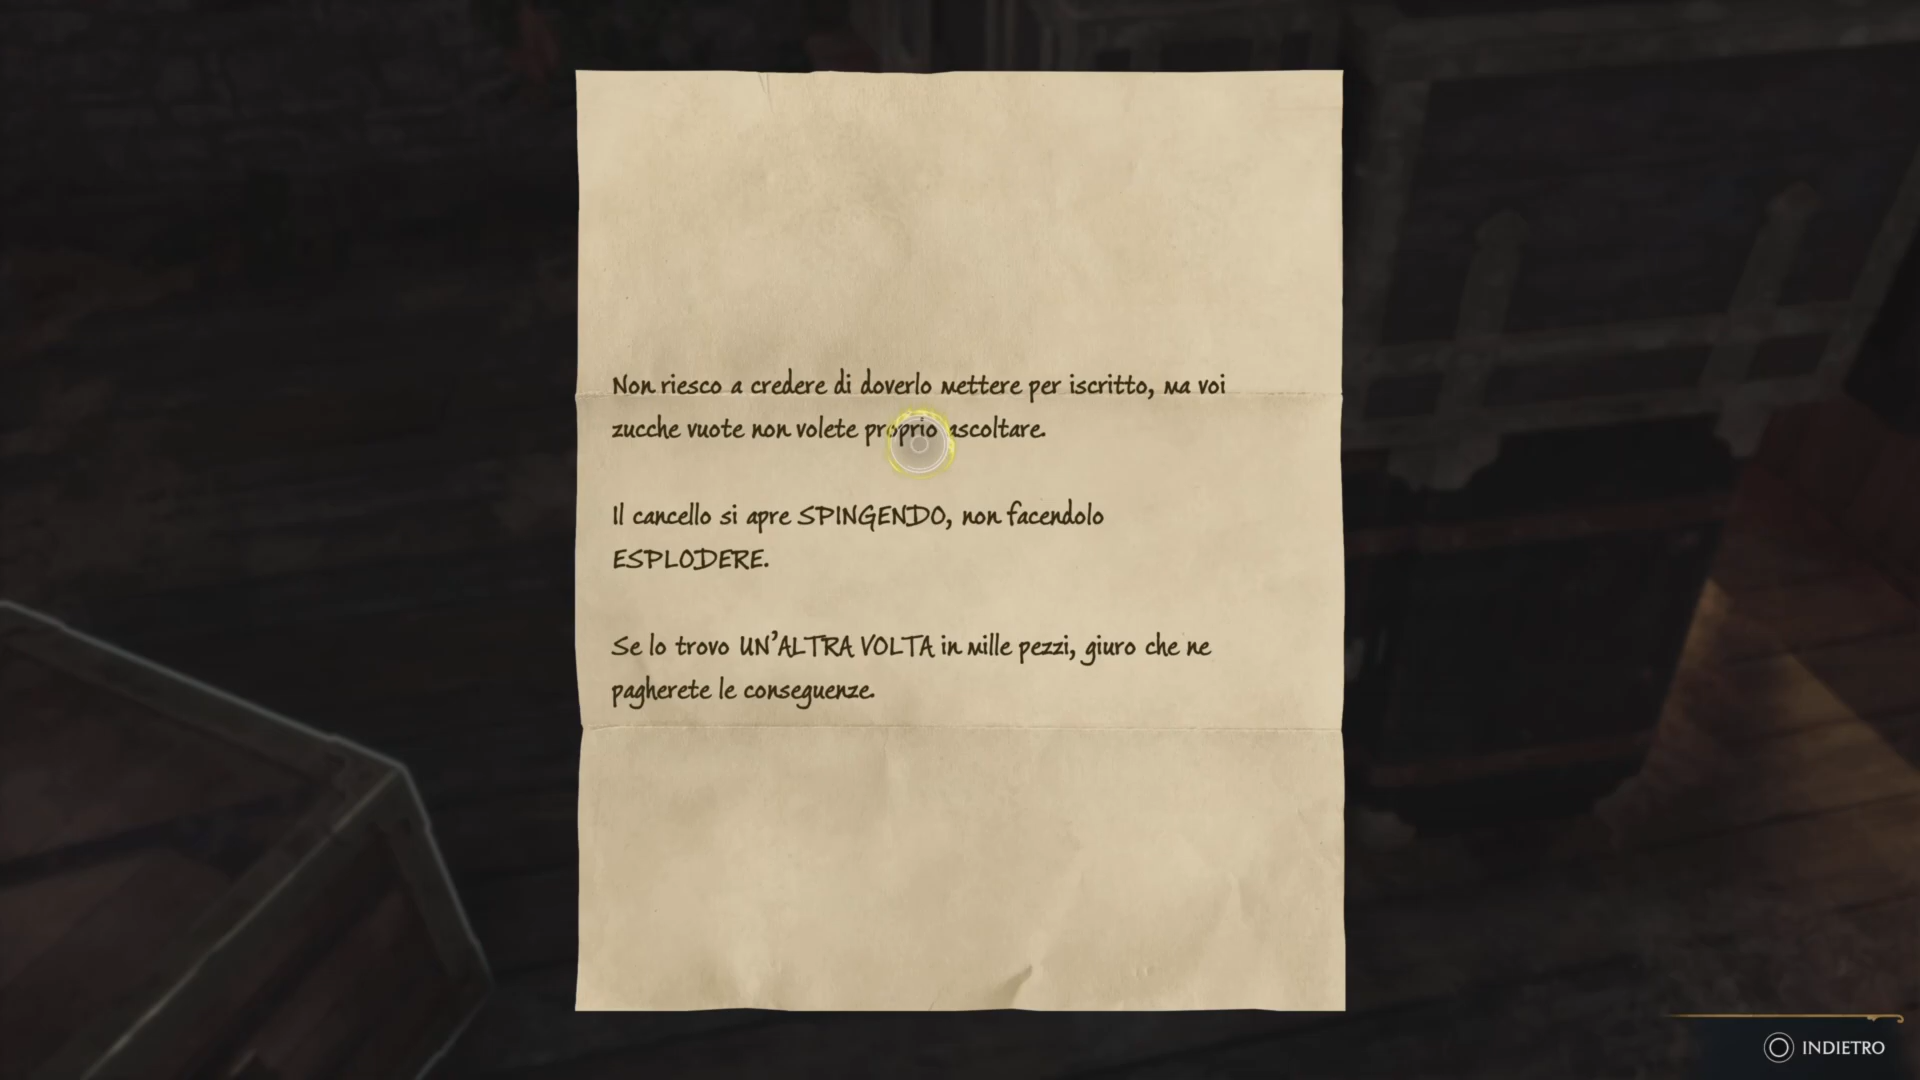 Non riesco a credere di doverlo mettere per iscritto, ma voi
zucche vuote non volete proprio ascoltare.
Il cancello si apre SPINGENDO, non facendolo
ESPLODERE.
Se lo trovo UN'ALTRA VOLTA in mille pezzi, giuro che ne
pagherete le conseguenze.
INDIETRO